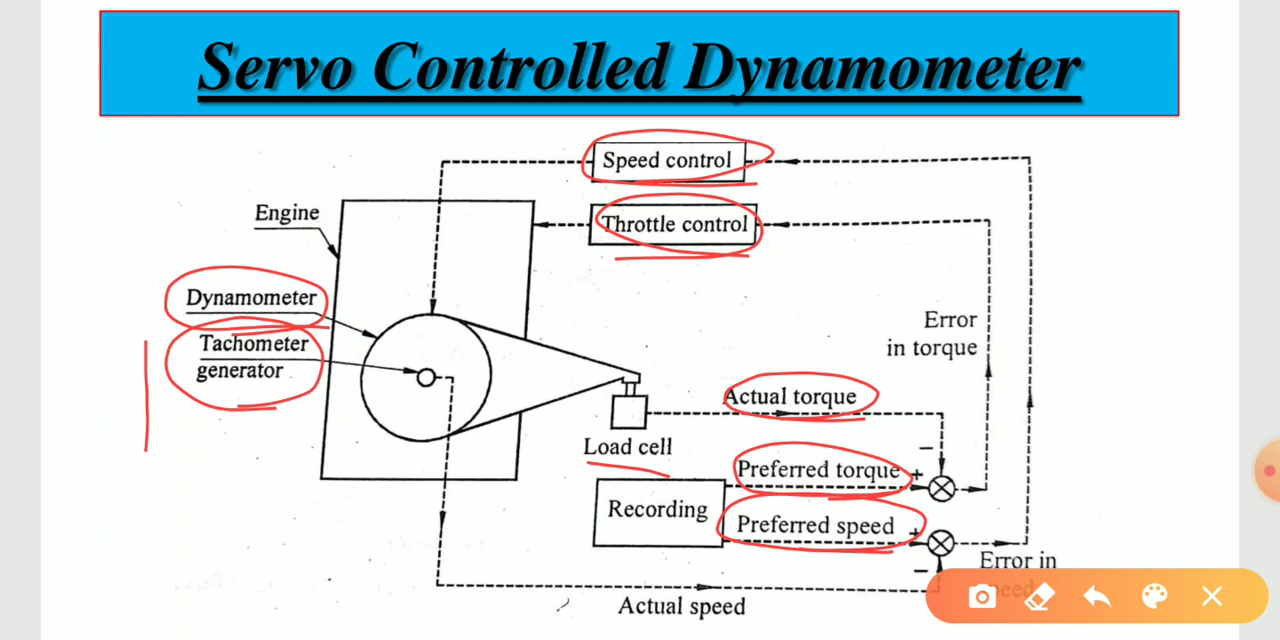 Servo Controlled Dynamometer
Speed control
Throttle control
Engine
Dynamometer
Tachometer
generator
Error
in torque
Actual torque
Load cell
Preferred torque
Recording
Preferred speed
Error in
Actual speed